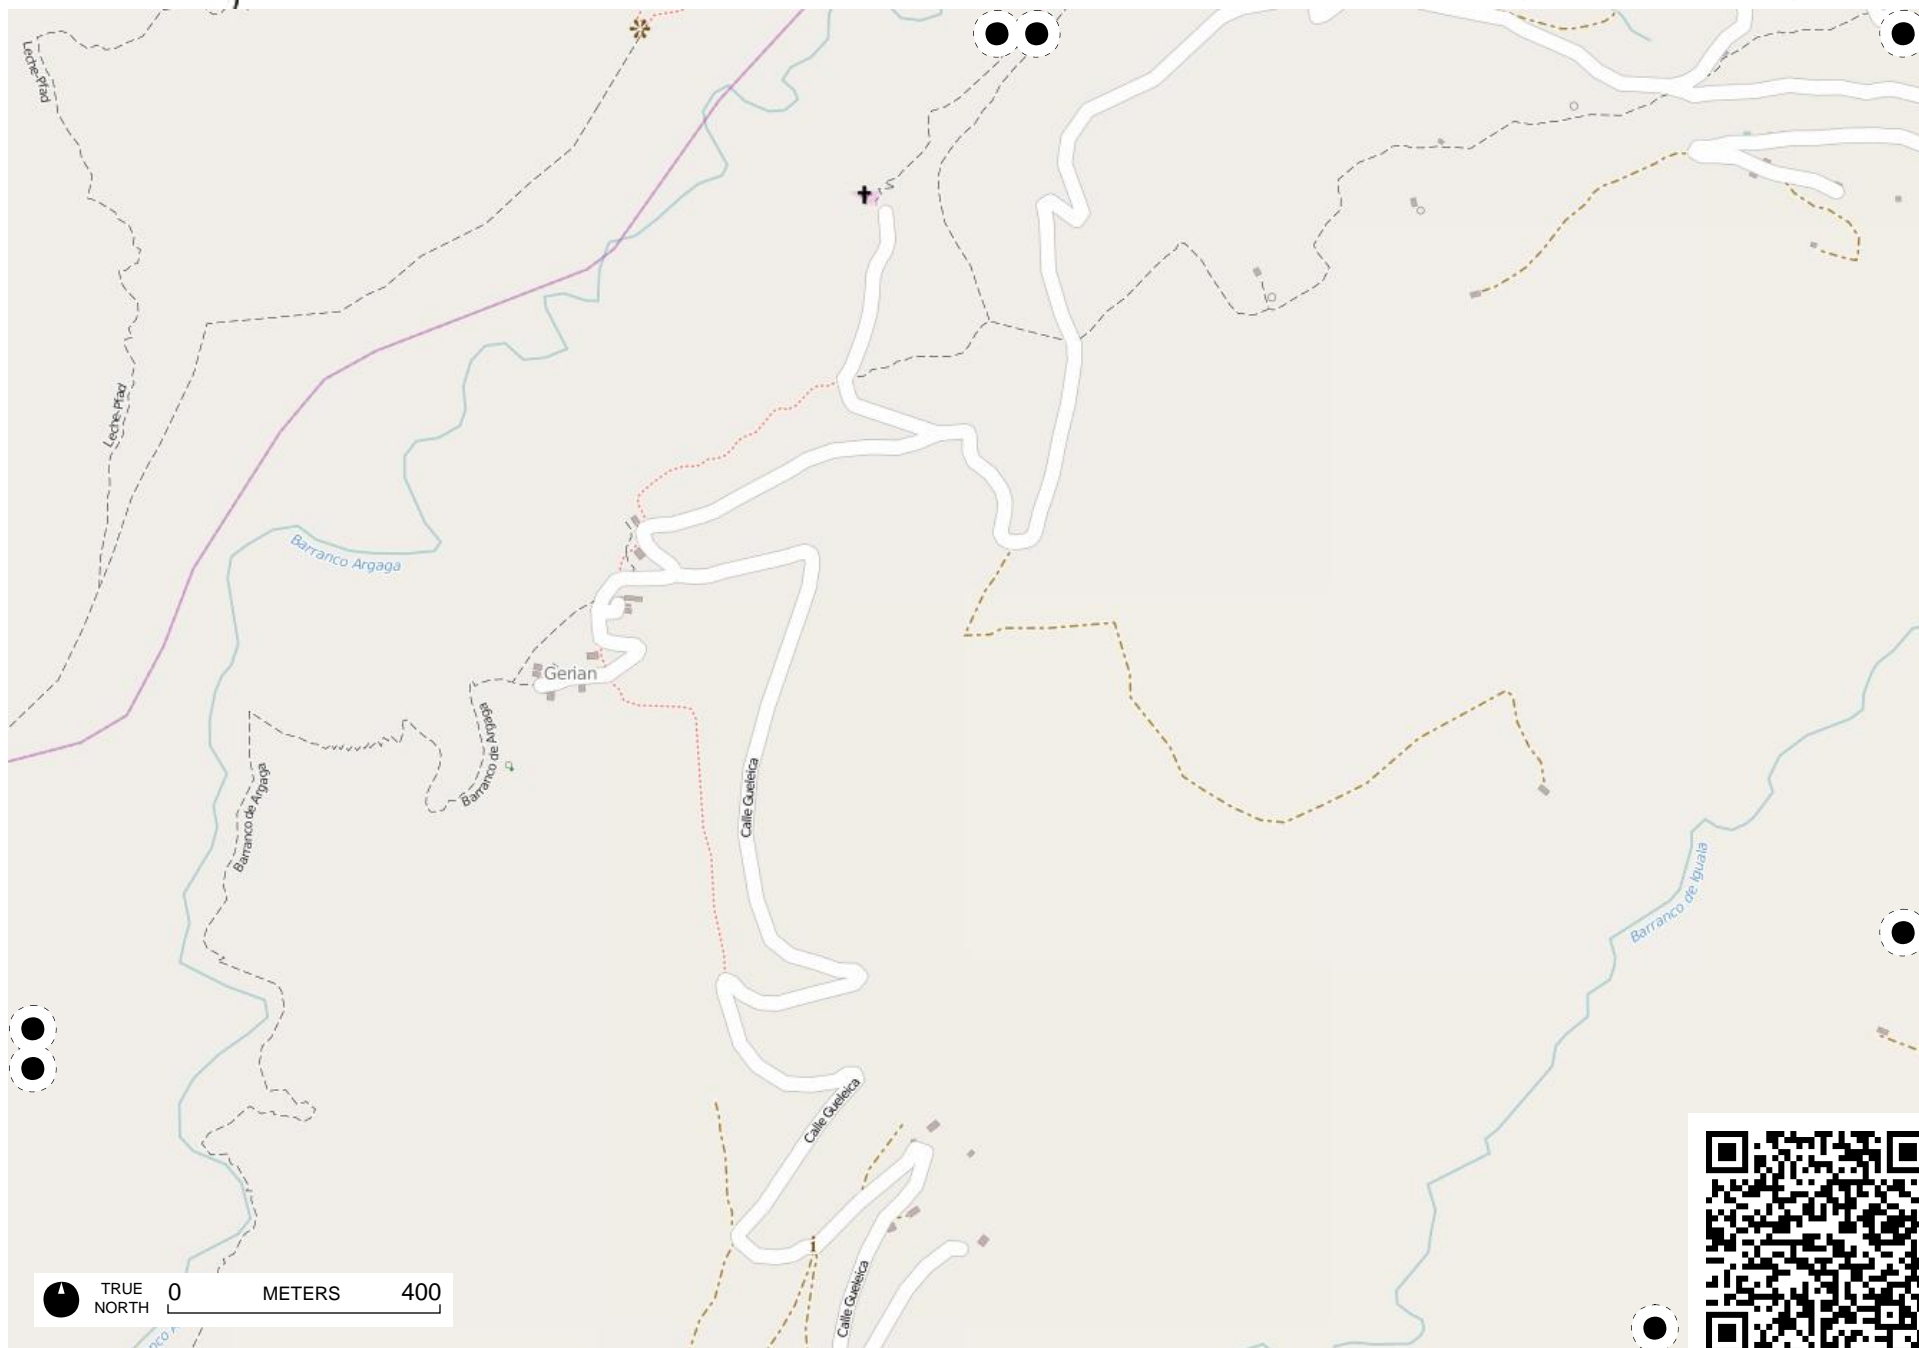 Leche-Pfad
Leche-Pfad
Barranco Argaga
Gerian
Barranco de Argaga
Barranco de Argaga
Calle Gueleica
Barranco de Iguala
Calle Gueleica
Calle Gueleica
i
TRUE
NORTH
0 METERS 400